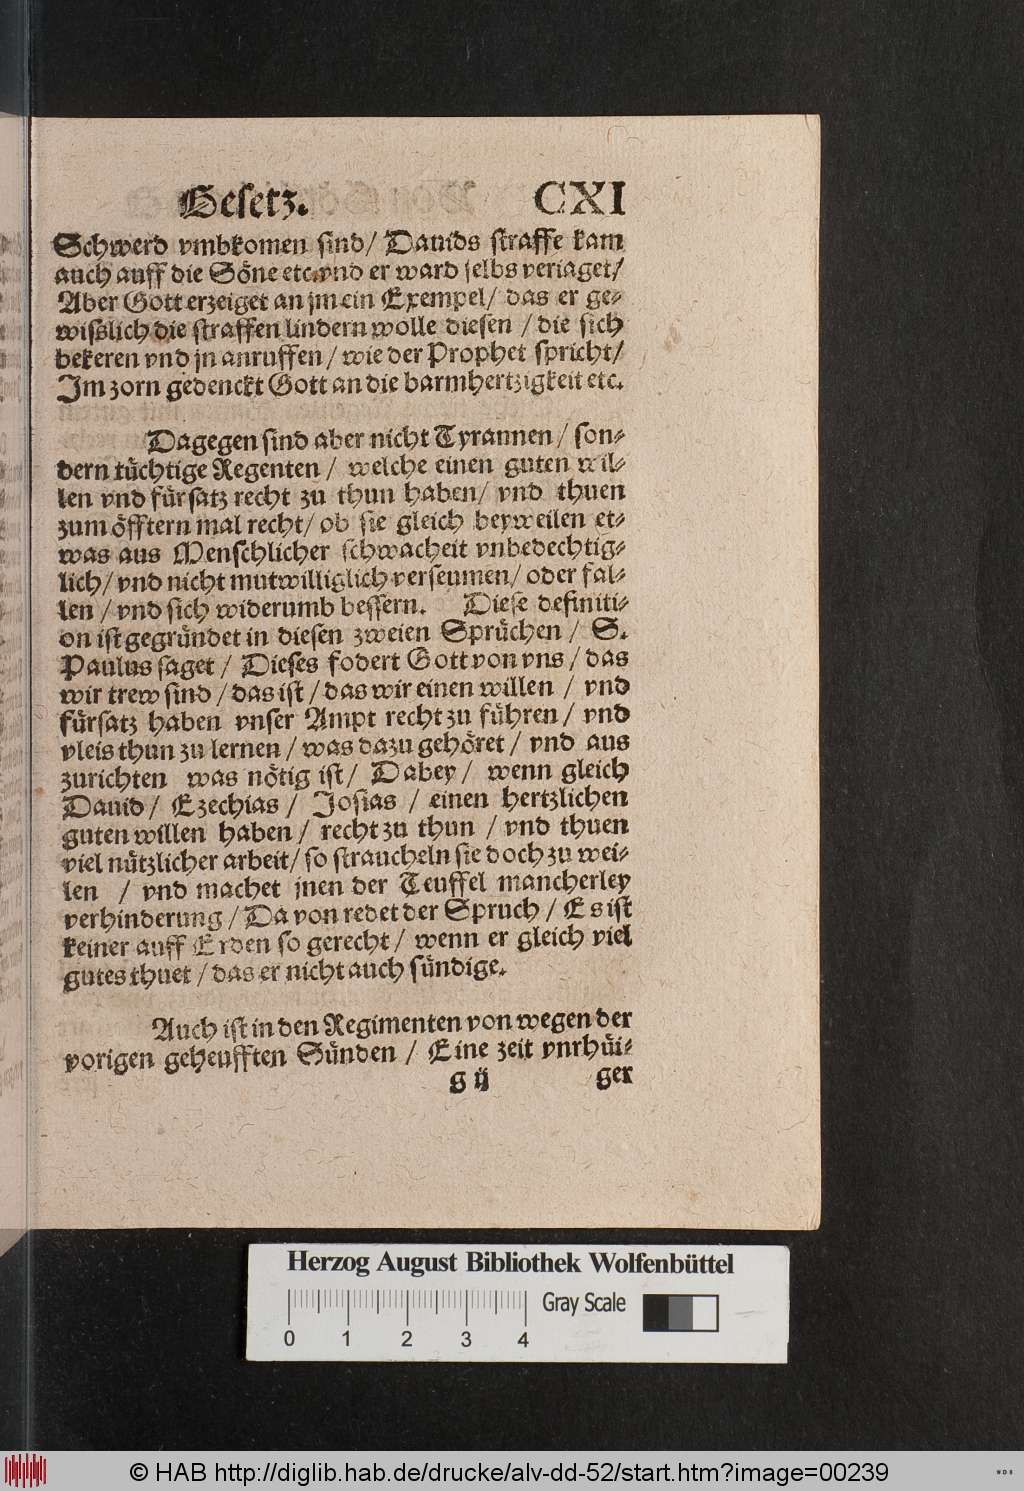 Gesetz. CXI
Schwerd vmbkomen sind/ Dauids straffe kam
auch auff die Söne etc. vnd er ward selbs veriaget/
Aber Gott erzeiget an jm ein Exempel/ das er ge-
wißlich die straffen lindern wolle diesen / die sich
bekeren vnd jn anruffen / wie der Prophet spricht/
Im zorn gedenckt Gott an die barmhertzigkeit etc.
Dagegen sind aber nicht Tyrannen / son-
dern tüchtige Regenten / welche einen guten wil-
len vnd fürsatz recht zu thun haben/ vnd thuen
zum öfftern mal recht/ ob sie gleich beyweilen et-
was aus Menschlicher schwacheit vnbedechtig-
lich/ vnd nicht mutwilliglich verseumen/ oder fal-
len / vnd sich widerumb bessern. Diese definiti-
on ist gegründet in diesen zweien Sprüchen / S.
Paulus saget / Dieses fodert Gott von vns / das
wir trew sind / das ist / das wir einen willen / vnd
fürsatz haben vnser Ampt recht zu führen / vnd
vleis thun zu lernen / was dazu gehöret / vnd aus
zurichten was nötig ist/ Dabey / wenn gleich
Dauid / Ezechias / Josias / einen hertzlichen
guten willen haben / recht zu thun / vnd thuen
viel nützlicher arbeit/ so straucheln sie doch zu wei-
len / vnd machet jnen der Teuffel mancherley
verhinderung / Da von redet der Spruch / Es ist
keiner auff Erden so gerecht / wenn er gleich viel
gutes thuet / das er nicht auch sündige.
Auch ist in den Regimenten von wegen der
vorigen geheufften Sünden / Eine zeit vnrhüi-
g ij ger
Herzog August Bibliothek Wolfenbüttel
0 1 2 3 4 Gray Scale
© HAB http://diglib.hab.de/drucke/alv-dd-52/start.htm?image=00239